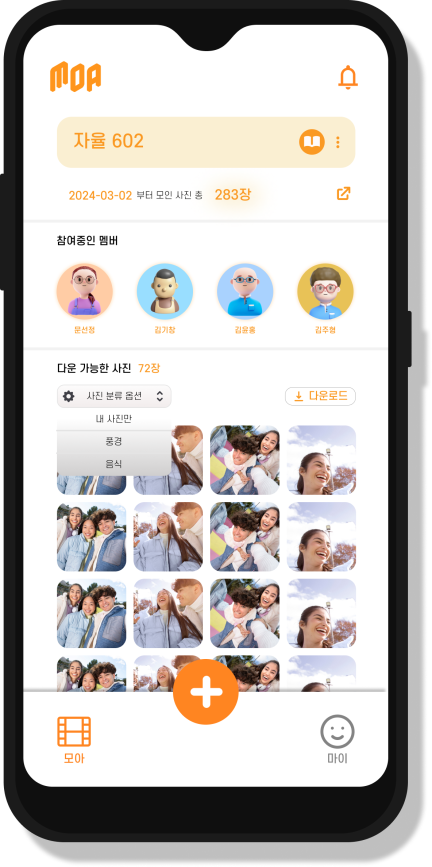 MOA
자율 602
2024-03-02 부터 모인 사진 총 283장
참여중인 멤버
문선정 김기창 김윤홍 김주협
다운 가능한 사진 72장
사진 분류 옵션
다운로드
내 사진만
풍경
음식
모아
마이